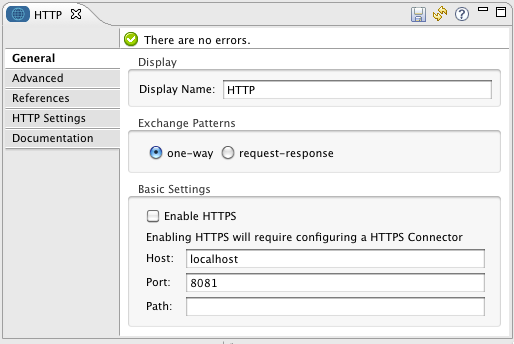 HTTP
There are no errors.
General
Advanced
References
HTTP Settings
Documentation
Display
Display Name: HTTP
Exchange Patterns
one-way request-response
Basic Settings
Enable HTTPS
Enabling HTTPS will require configuring a HTTPS Connector
Host: localhost
Port: 8081
Path: